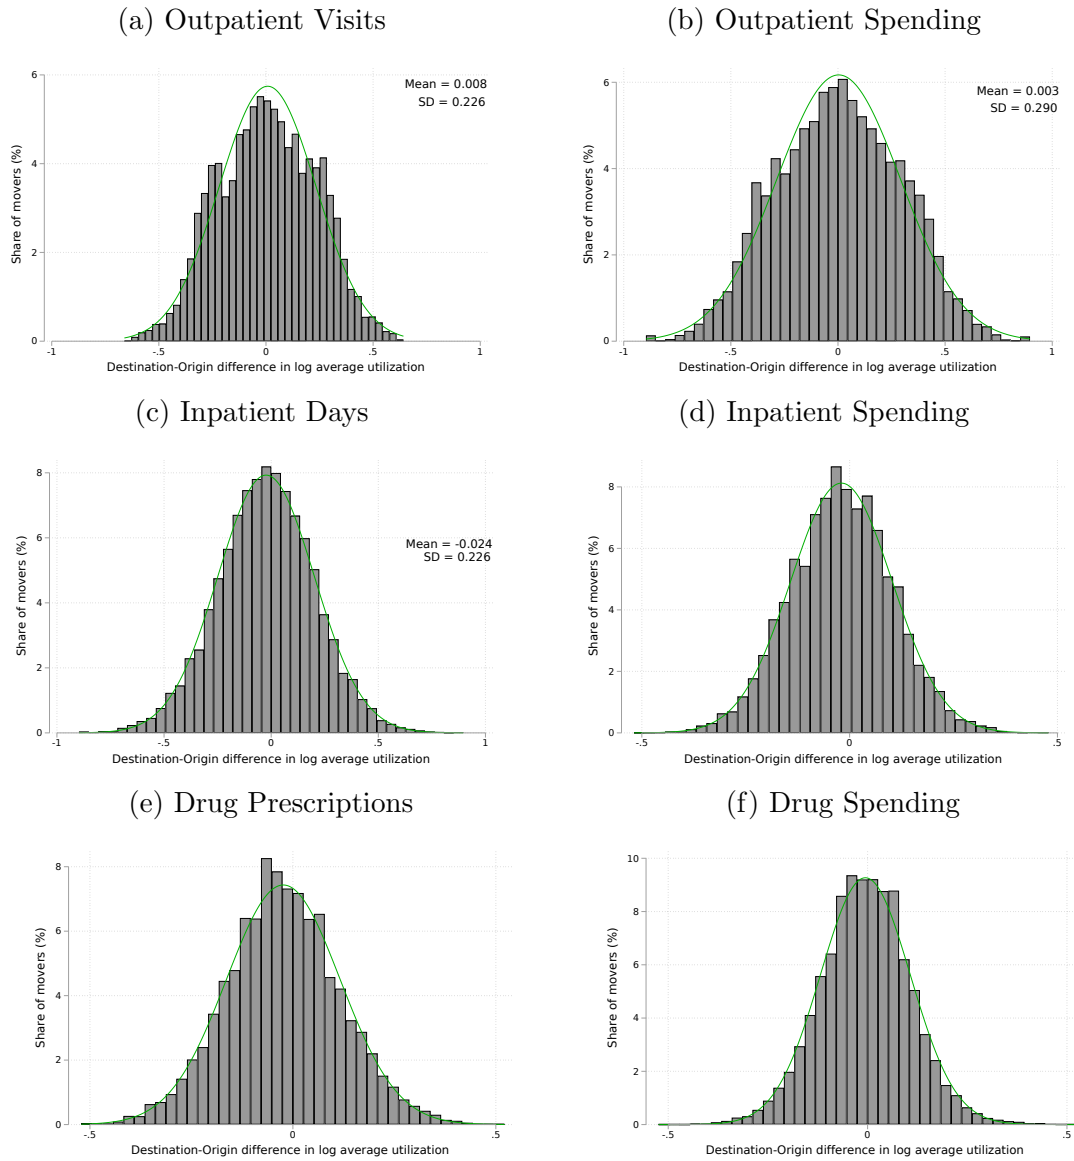 (a) Outpatient Visits
Mean = 0.008
SD = 0.226
Share of movers (%)
6
4
2
0
-1
-.5
0
.5
1
Destination-Origin difference in log average utilization
(b) Outpatient Spending
Mean = 0.003
SD = 0.290
Share of movers (%)
6
4
2
0
-1
-.5
0
.5
1
Destination-Origin difference in log average utilization
(c) Inpatient Days
Mean = -0.024
SD = 0.226
Share of movers (%)
8
6
4
2
0
-1
-.5
0
.5
1
Destination-Origin difference in log average utilization
(d) Inpatient Spending
Share of movers (%)
8
6
4
2
0
-.5
0
.5
Destination-Origin difference in log average utilization
(e) Drug Prescriptions
Share of movers (%)
8
6
4
2
0
-.5
0
Destination-Origin difference in log average utilization
(f) Drug Spending
Share of movers (%)
10
8
6
4
2
0
-.5
0
.5
Destination-Origin difference in log average utilization